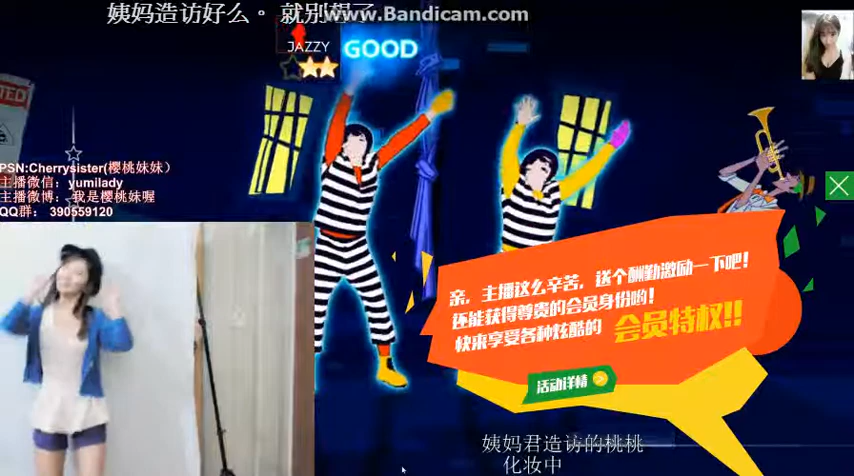 姨妈造访好么。 就别想了
www.Bandicam.com
JAZZY
GOOD
TED
PSN:Cherrysister(樱桃妹妹）
主播微信： yumilady
主播微博： 我是樱桃妹喔
QQ群： 390559120
亲，主播这么辛苦，送个酬勤激励一下吧！
还能获得尊贵的会员身份哟！
快来享受各种炫酷的 会员特权!!
活动详情
姨妈君造访的桃桃
化妆中